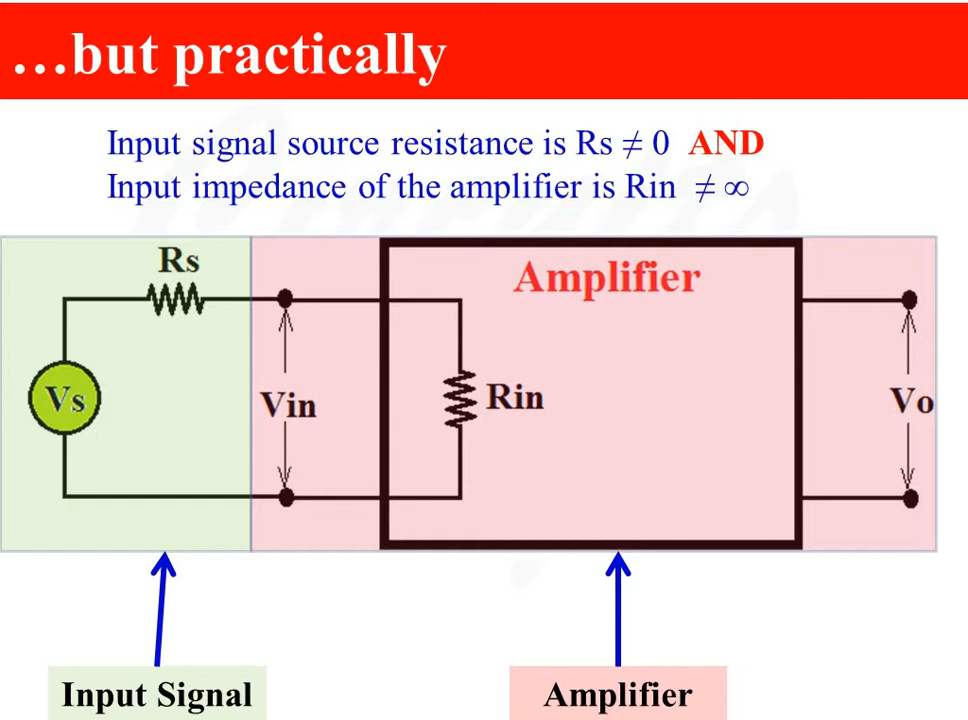 ...but practically
Input signal source resistance is Rs ≠ 0 AND
Input impedance of the amplifier is Rin ≠ ∞
Rs
Amplifier
Vs
Vin
Rin
Vo
Input Signal
Amplifier